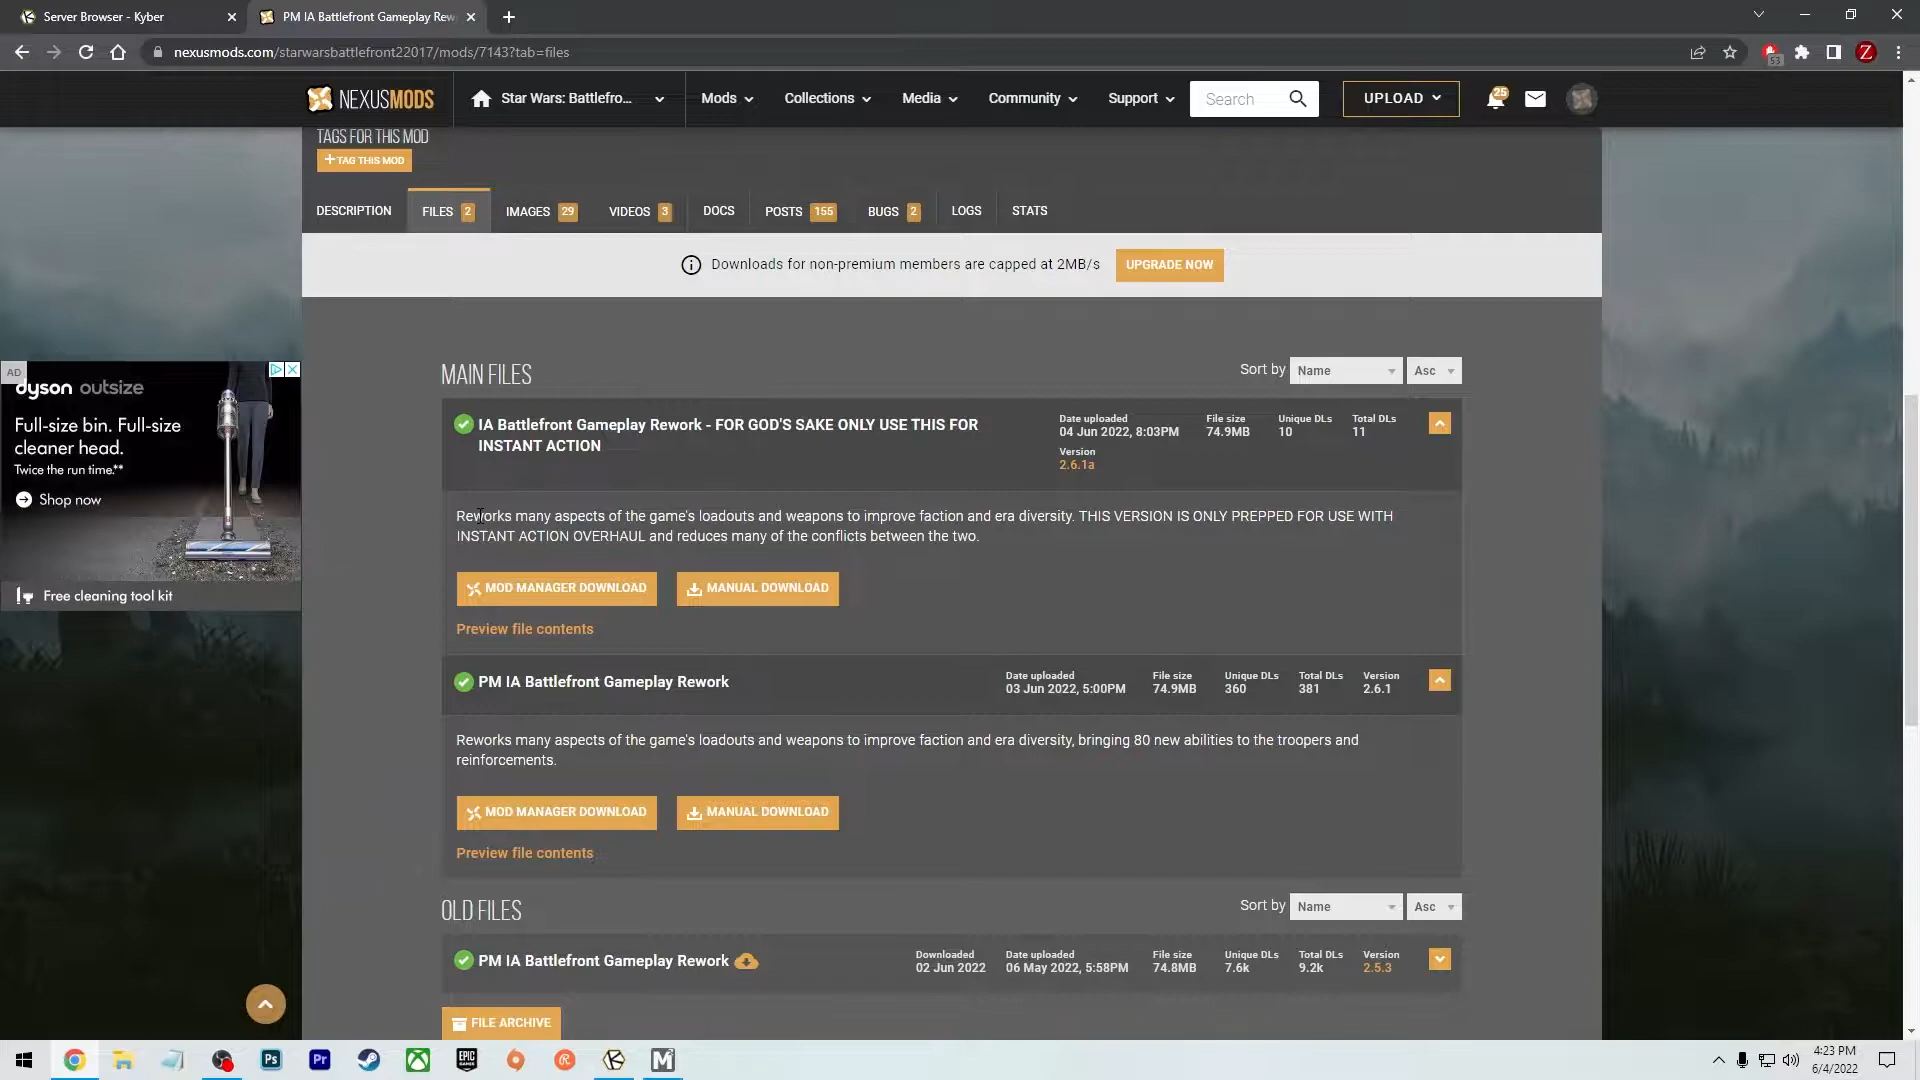 Server Browser - Kyber
PM IA Battlefront Gameplay Rew
nexusmods.com/starwarsbattlefront22017/mods/7143?tab=files
53
Z
NEXUSMODS
Star Wars: Battlefro...
Mods
Collections
Media
Community
Support
Search
UPLOAD
25
TAGS FOR THIS MOD
+TAG THIS MOD
DESCRIPTION
FILES 2
IMAGES 29
VIDEOS 3
DOCS
POSTS 155
BUGS 2
LOGS
STATS
Downloads for non-premium members are capped at 2MB/s
UPGRADE NOW
AD
dyson outsize
Full-size bin. Full-size
cleaner head.
Twice the run time.**
Shop now
Free cleaning tool kit
MAIN FILES
Sort by Name Asc
IA Battlefront Gameplay Rework - FOR GOD'S SAKE ONLY USE THIS FOR
INSTANT ACTION
Date uploaded
04 Jun 2022, 8:03PM
File size
74.9MB
Unique DLs
10
Total DLs
11
Version
2.6.1a
Reworks many aspects of the game's loadouts and weapons to improve faction and era diversity. THIS VERSION IS ONLY PREPPED FOR USE WITH
INSTANT ACTION OVERHAUL and reduces many of the conflicts between the two.
MOD MANAGER DOWNLOAD
MANUAL DOWNLOAD
Preview file contents
PM IA Battlefront Gameplay Rework
Date uploaded
03 Jun 2022, 5:00PM
File size
74.9MB
Unique DLs
360
Total DLs
381
Version
2.6.1
Reworks many aspects of the game's loadouts and weapons to improve faction and era diversity, bringing 80 new abilities to the troopers and
reinforcements.
MOD MANAGER DOWNLOAD
MANUAL DOWNLOAD
Preview file contents
OLD FILES
Sort by Name Asc
PM IA Battlefront Gameplay Rework
Downloaded
02 Jun 2022
Date uploaded
06 May 2022, 5:58PM
File size
74.8MB
Unique DLs
7.6k
Total DLs
9.2k
Version
2.5.3
FILE ARCHIVE
Ps
Pr
EPIC GAMES
R
M
4:23 PM
6/4/2022